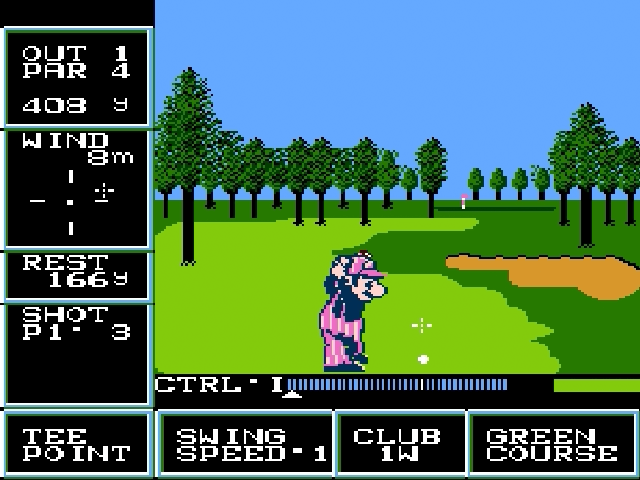 OUT 1
PAR 4
408 y
WIND
8m
REST
166y
SHOT
P1· 3
CTRL· I
TEE
POINT
SWING
SPEED·1
CLUB
1W
GREEN
COURSE